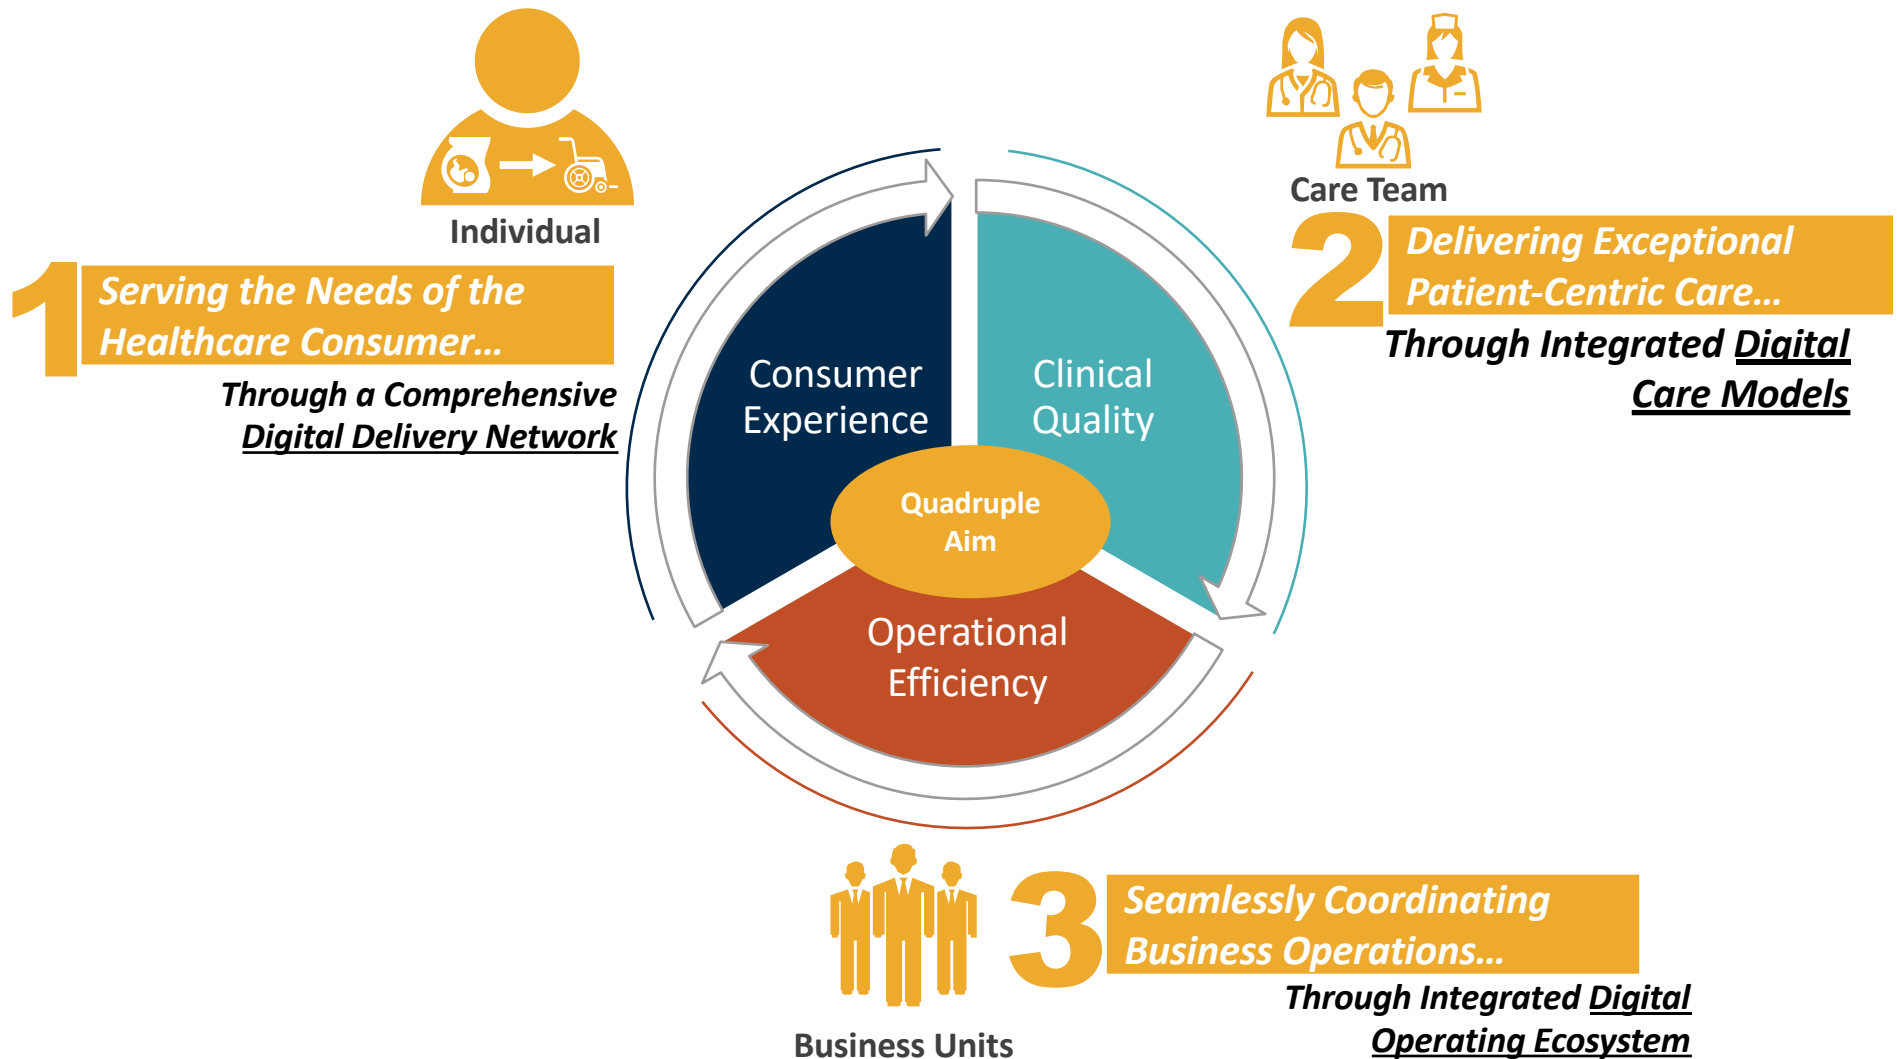 Individual
1
Serving the Needs of the
Healthcare Consumer...
Through a Comprehensive
Digital Delivery Network
Care Team
2
Delivering Exceptional
Patient-Centric Care...
Through Integrated Digital
Care Models
Consumer
Experience
Clinical
Quality
Quadruple
Aim
Operational
Efficiency
Business Units
3
Seamlessly Coordinating
Business Operations...
Through Integrated Digital
Operating Ecosystem